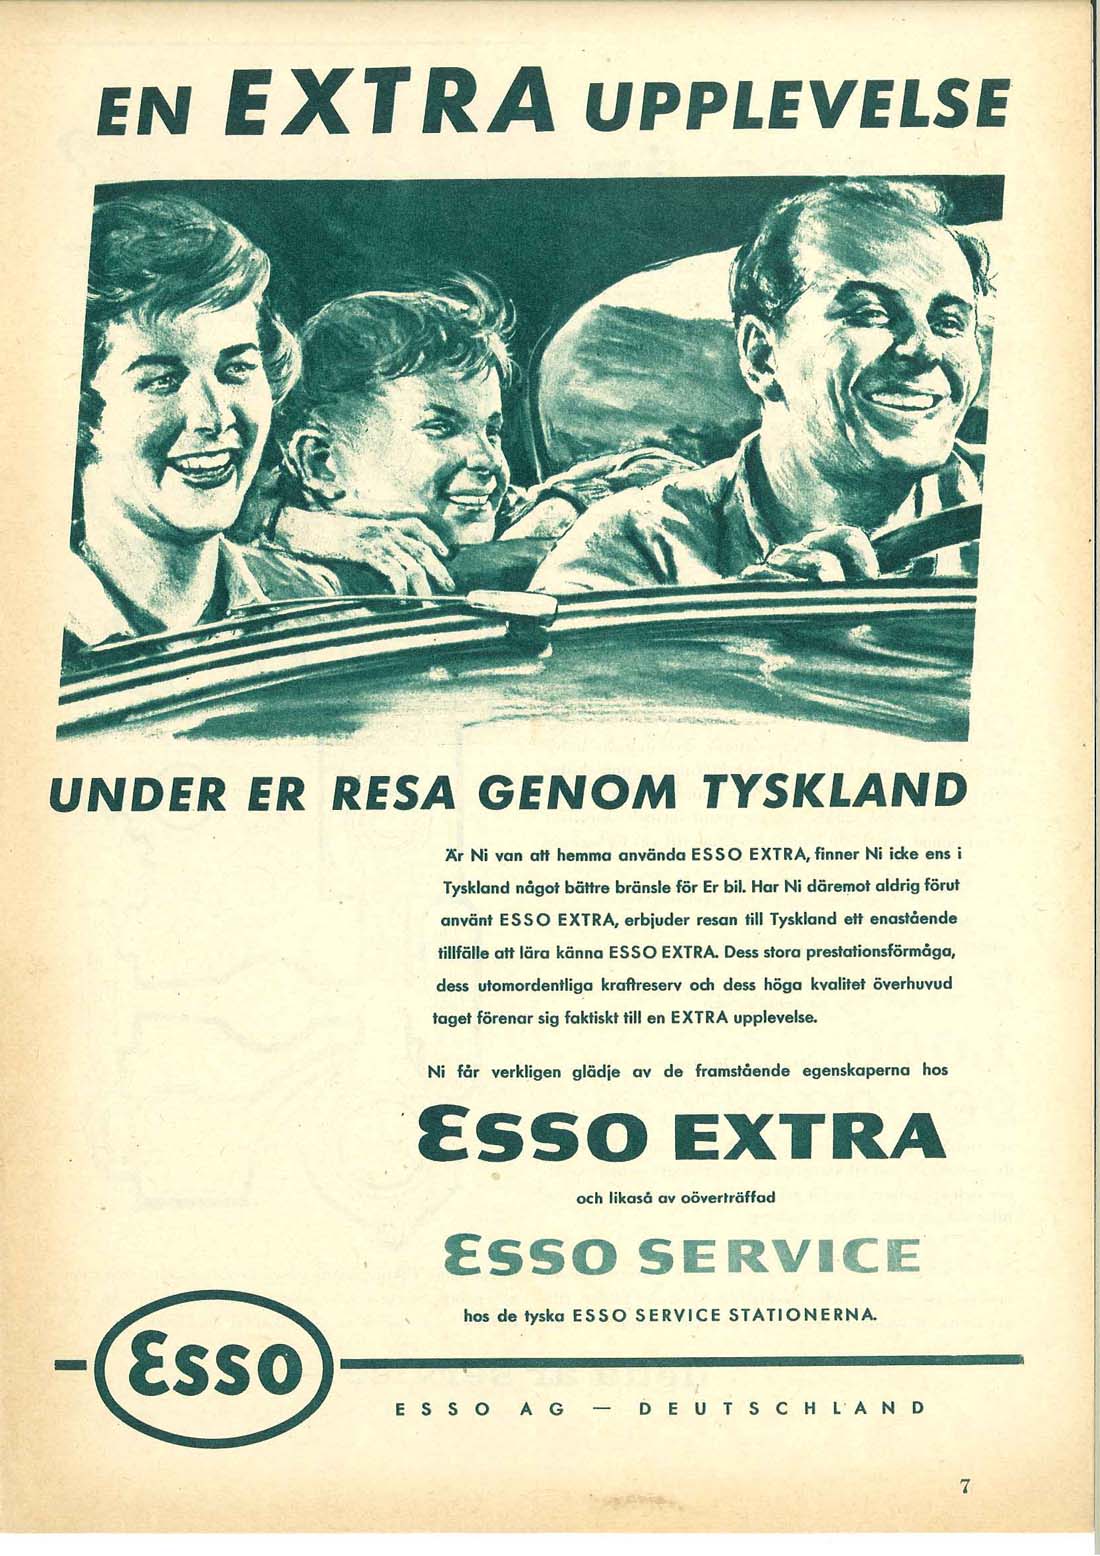 EN EXTRA UPPLEVELSE
UNDER ER RESA GENOM TYSKLAND
Är Ni van att hemma använda ESSO EXTRA, finner Ni icke ens i
Tyskland något bättre bränsle för Er bil. Har Ni däremot aldrig förut
använt ESSO EXTRA, erbjuder resan till Tyskland ett enastående
tillfälle att lära känna ESSO EXTRA. Dess stora prestationsförmåga,
dess utomordentliga kraftreserv och dess höga kvalitet överhuvud
taget förenar sig faktiskt till en EXTRA upplevelse.
Ni får verkligen glädje av de framstående egenskaperna hos
ESSO EXTRA
och likaså av oöverträffad
ESSO SERVICE
hos de tyska ESSO SERVICE STATIONERNA.
Esso
ESSO AG — DEUTSCHLAND
7